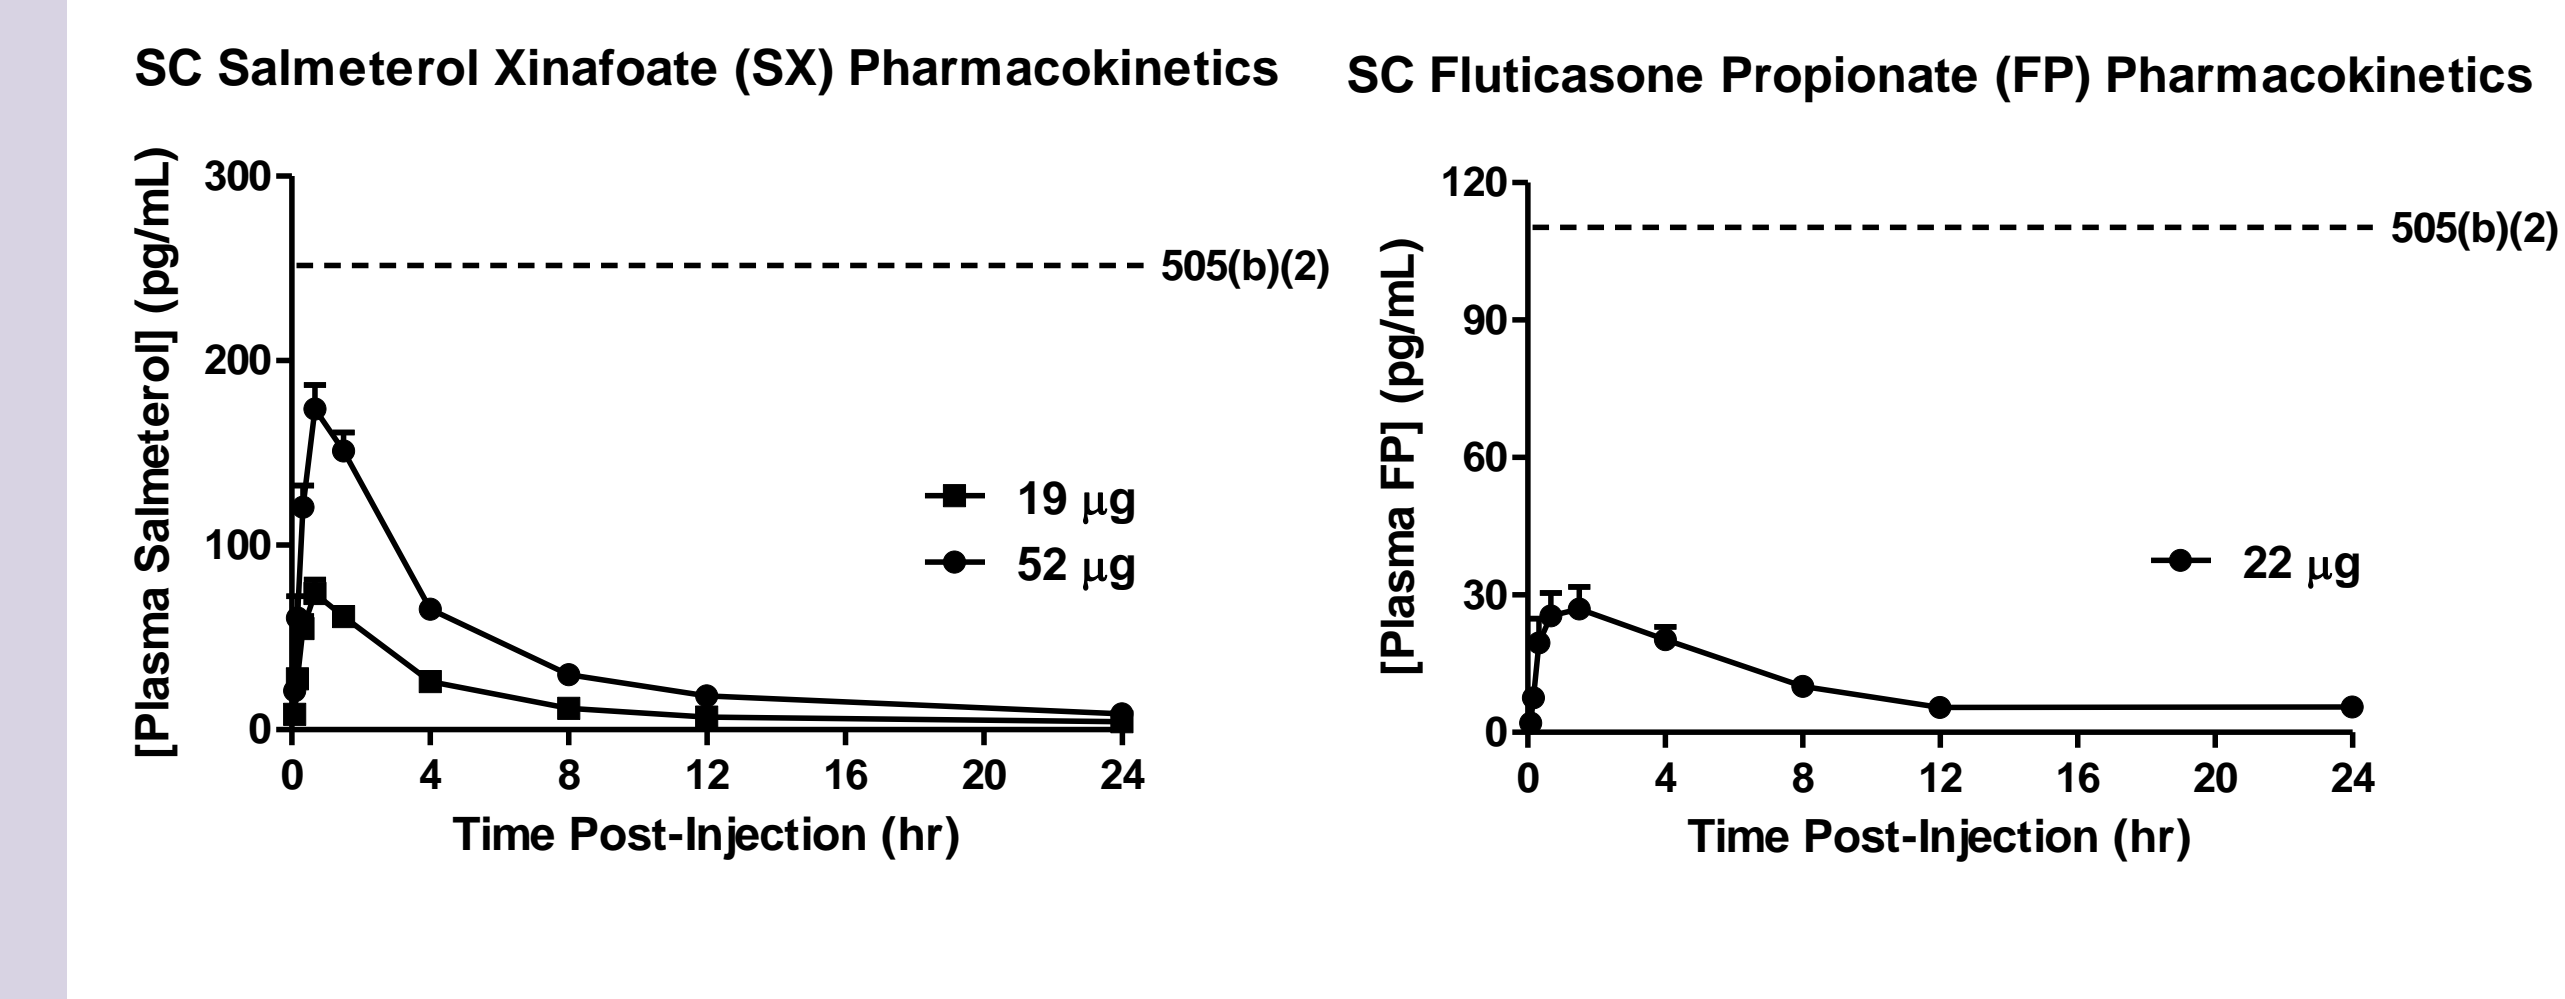 SC Salmeterol Xinafoate (SX) Pharmacokinetics
[Plasma Salmeterol] (pg/mL)
300
200
100
0
505(b)(2)
19 μg
52 μg
0 4 8 12 16 20 24
Time Post-Injection (hr)
SC Fluticasone Propionate (FP) Pharmacokinetics
[Plasma FP] (pg/mL)
120
90
60
30
0
505(b)(2)
22 μg
0 4 8 12 16 20 24
Time Post-Injection (hr)